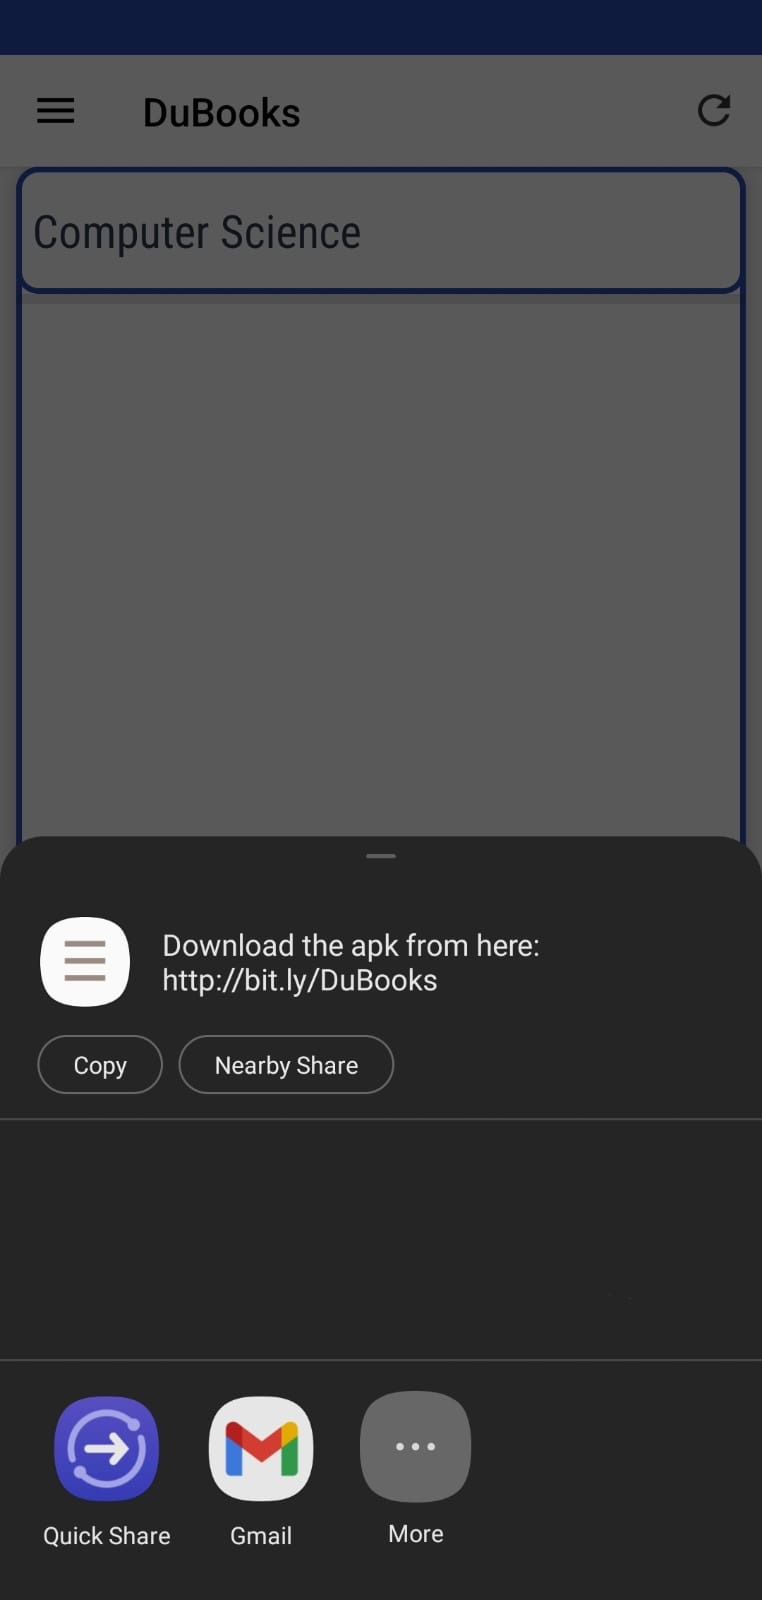 DuBooks
Computer Science
Download the apk from here:
http://bit.ly/DuBooks
Copy
Nearby Share
Quick Share
Gmail
More